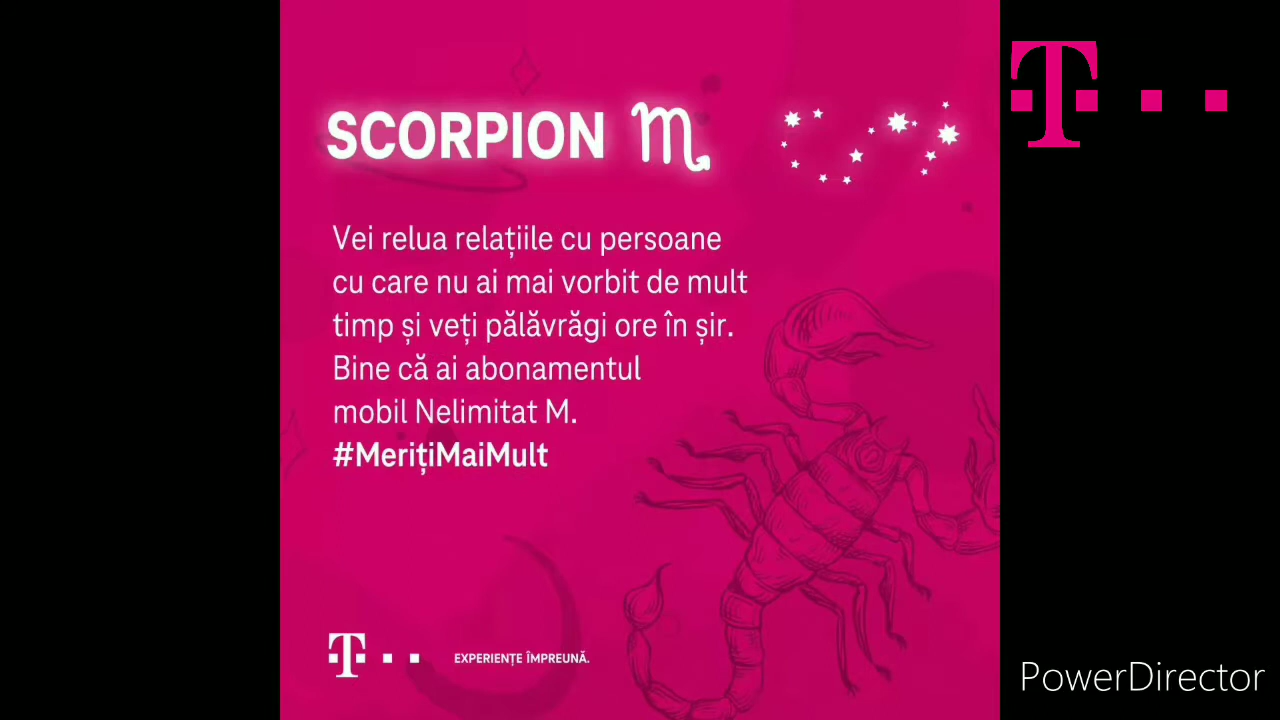 SCORPION ♏
Vei relua relațiile cu persoane
cu care nu ai mai vorbit de mult
timp și veți pălăvrăgi ore în șir.
Bine că ai abonamentul
mobil Nelimitat M.
#MerițiMaiMult
T
EXPERIENȚE ÎMPREUNĂ.
T
PowerDirector